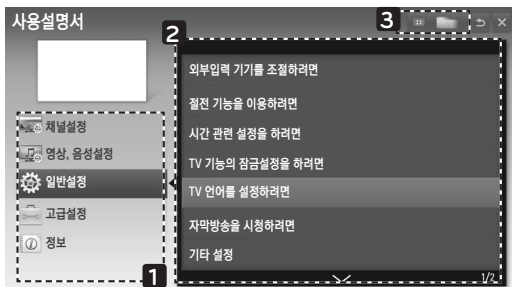 사용설명서
3
2
외부입력 기기를 조절하려면
절전 기능을 이용하려면
시간 관련 설정을 하려면
TV 기능의 잠금설정을 하려면
TV 언어를 설정하려면
자막방송을 시청하려면
기타 설정
1/2
채널설정
영상, 음성설정
일반설정
고급설정
정보
1